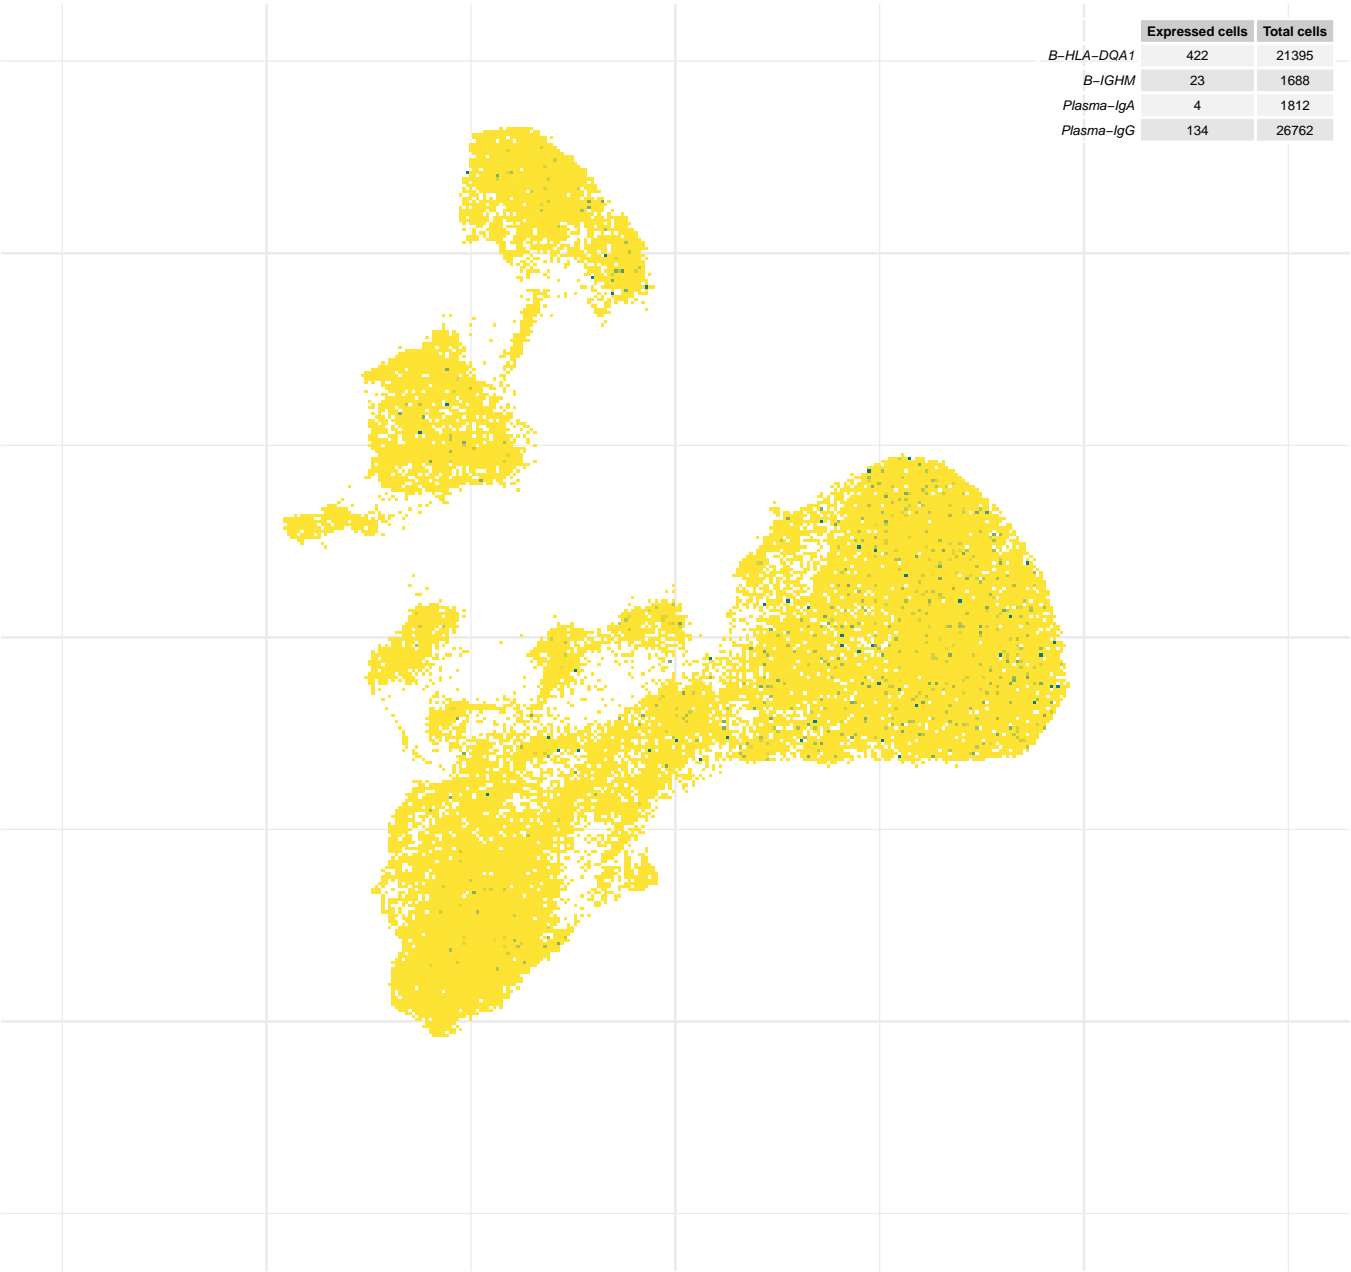 Expressed cells Total cells
B−HLA−DQA1 422 21395
B−IGHM 23 1688
Plasma−IgA 4 1812
Plasma−IgG 134 26762